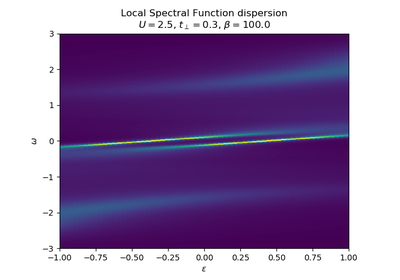 Local Spectral Function dispersion
U = 2.5, t⊥ = 0.3, β = 100.0
3
2
1
0
−1
−2
−3
ω
−1.00 −0.75 −0.50 −0.25 0.00 0.25 0.50 0.75 1.00
ε